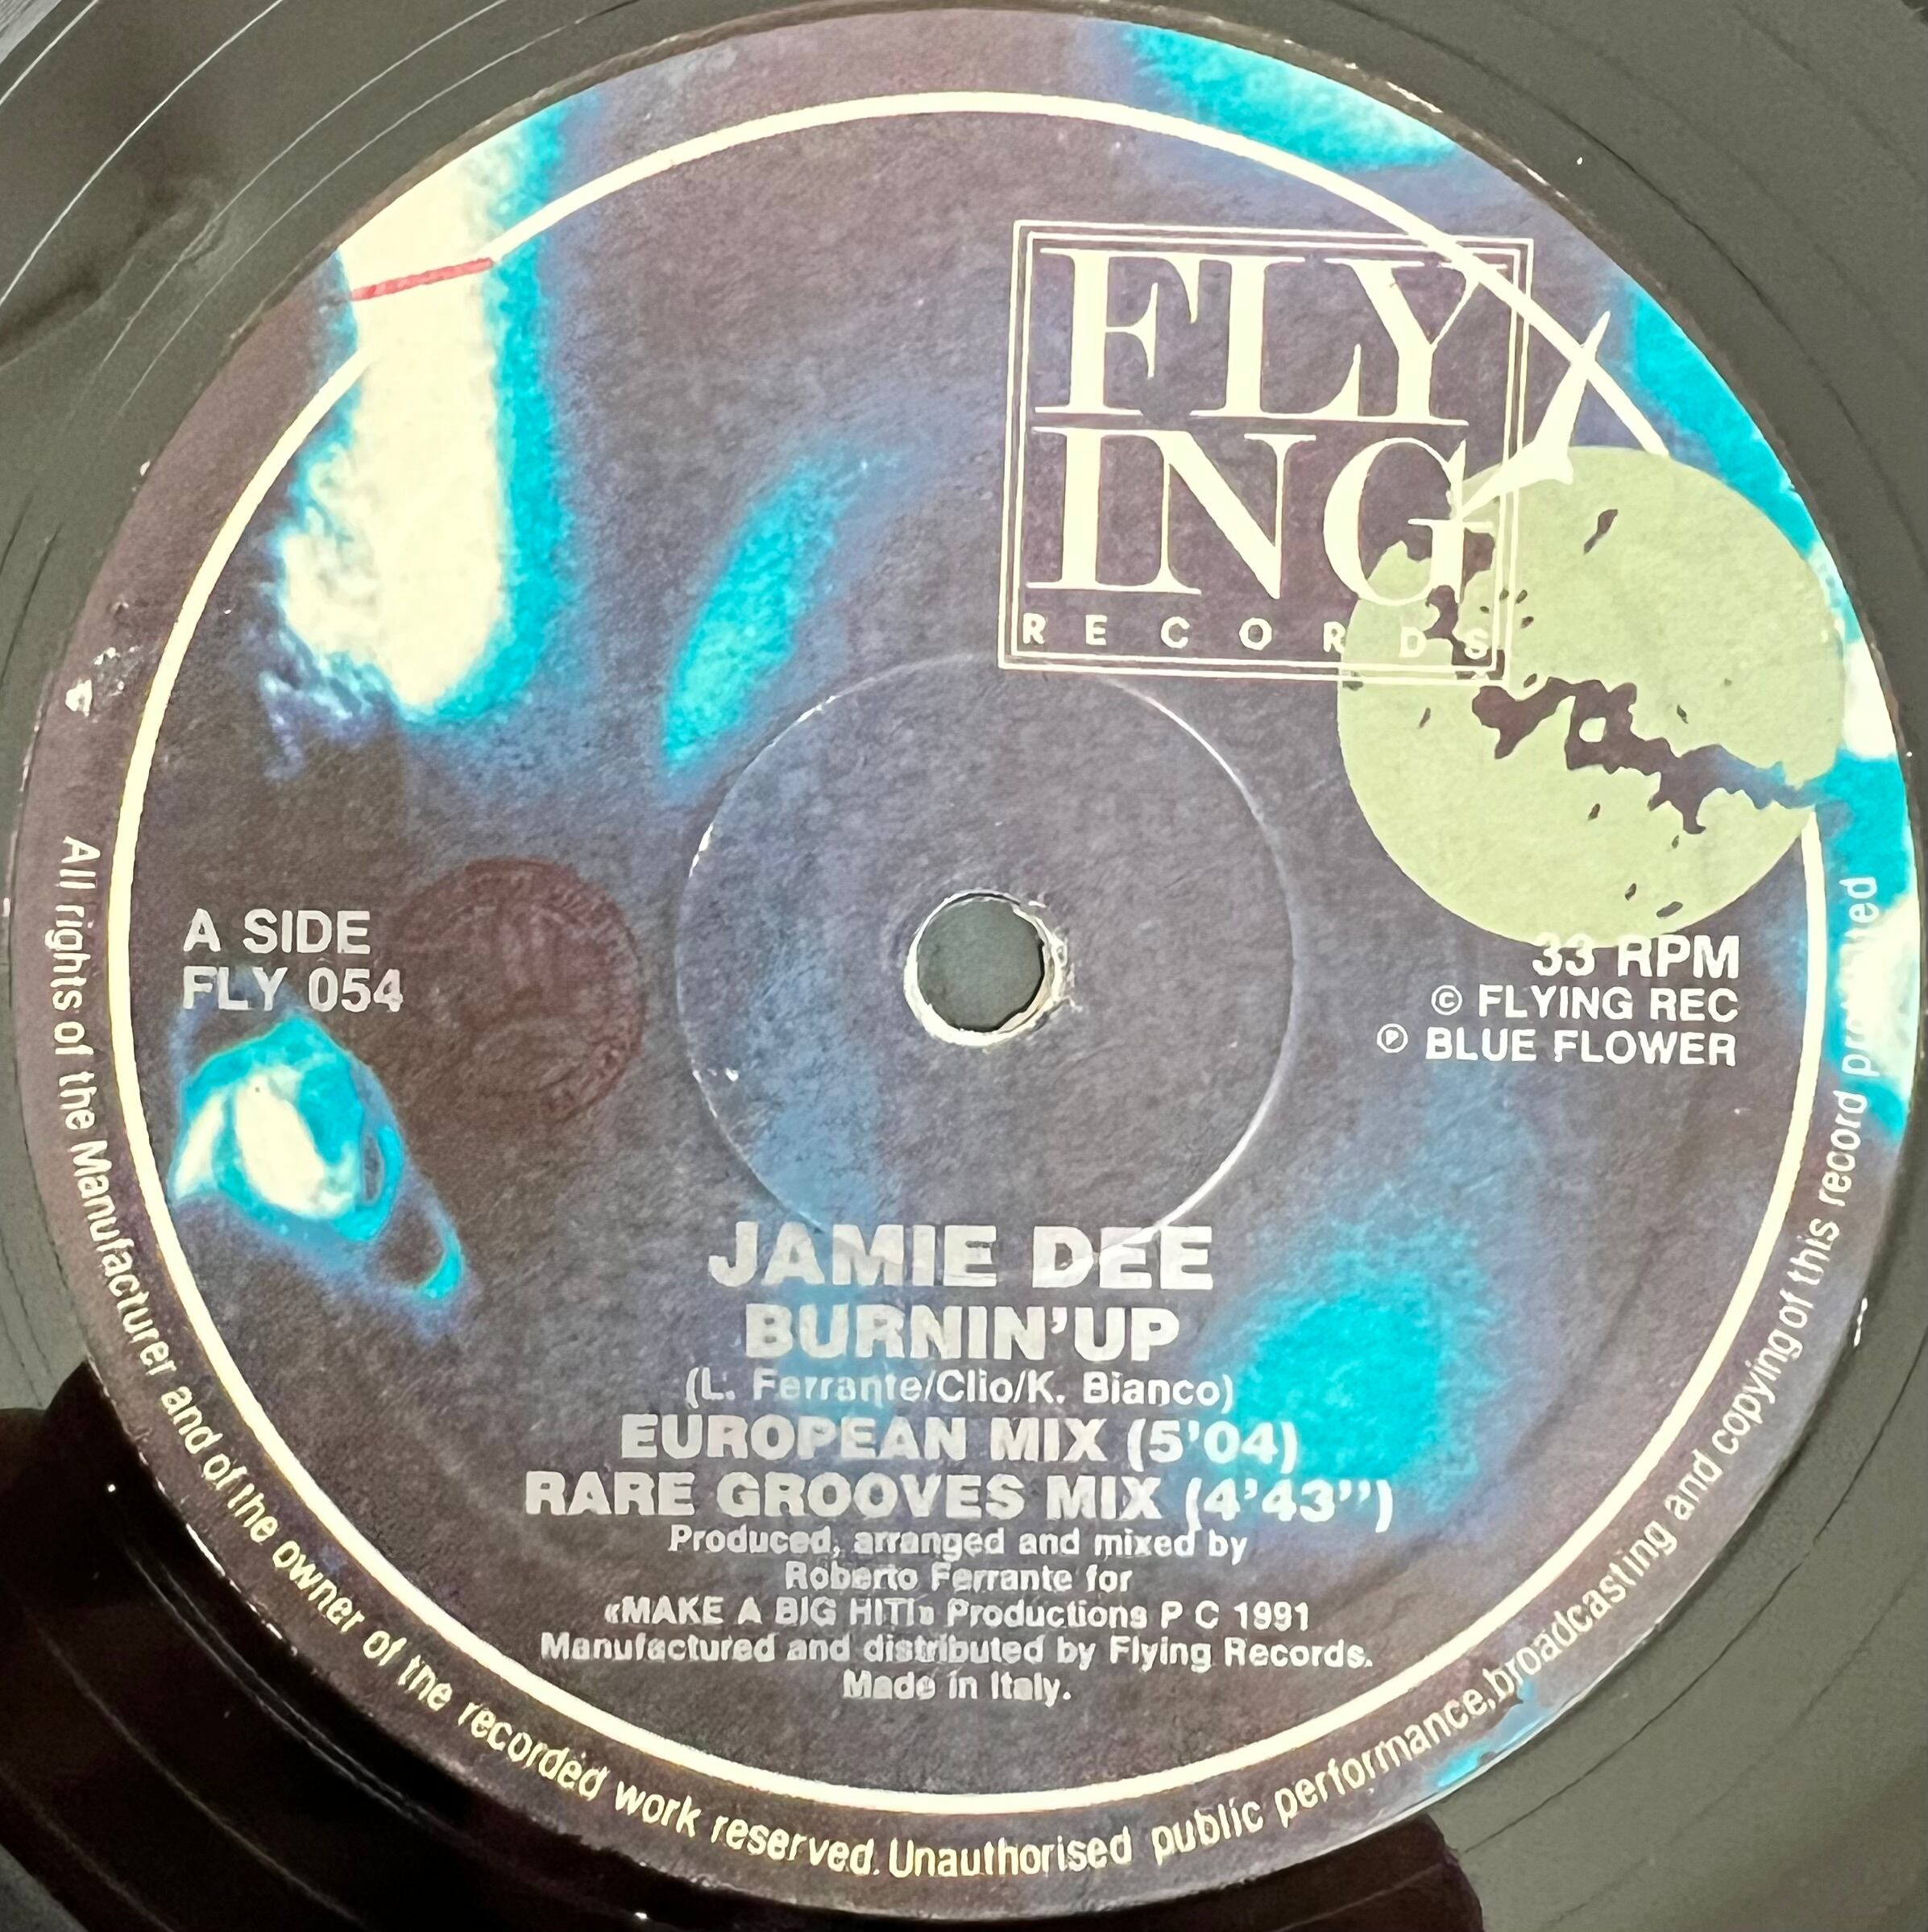 FLY
ING
RECORDS
A SIDE
FLY 054
33 RPM
© FLYING REC
℗ BLUE FLOWER
JAMIE DEE
BURNIN'UP
(L. Ferrante/Clio/K. Bianco)
EUROPEAN MIX (5'04)
RARE GROOVES MIX (4'43'')
Produced, arranged and mixed by
Roberto Ferrante for
«MAKE A BIG HIT!» Productions P C 1991
Manufactured and distributed by Flying Records.
Made in Italy.
All rights of the Manufacturer and of the owner of the recorded work reserved. Unauthorised public performance, broadcasting and copying of this record prohibited